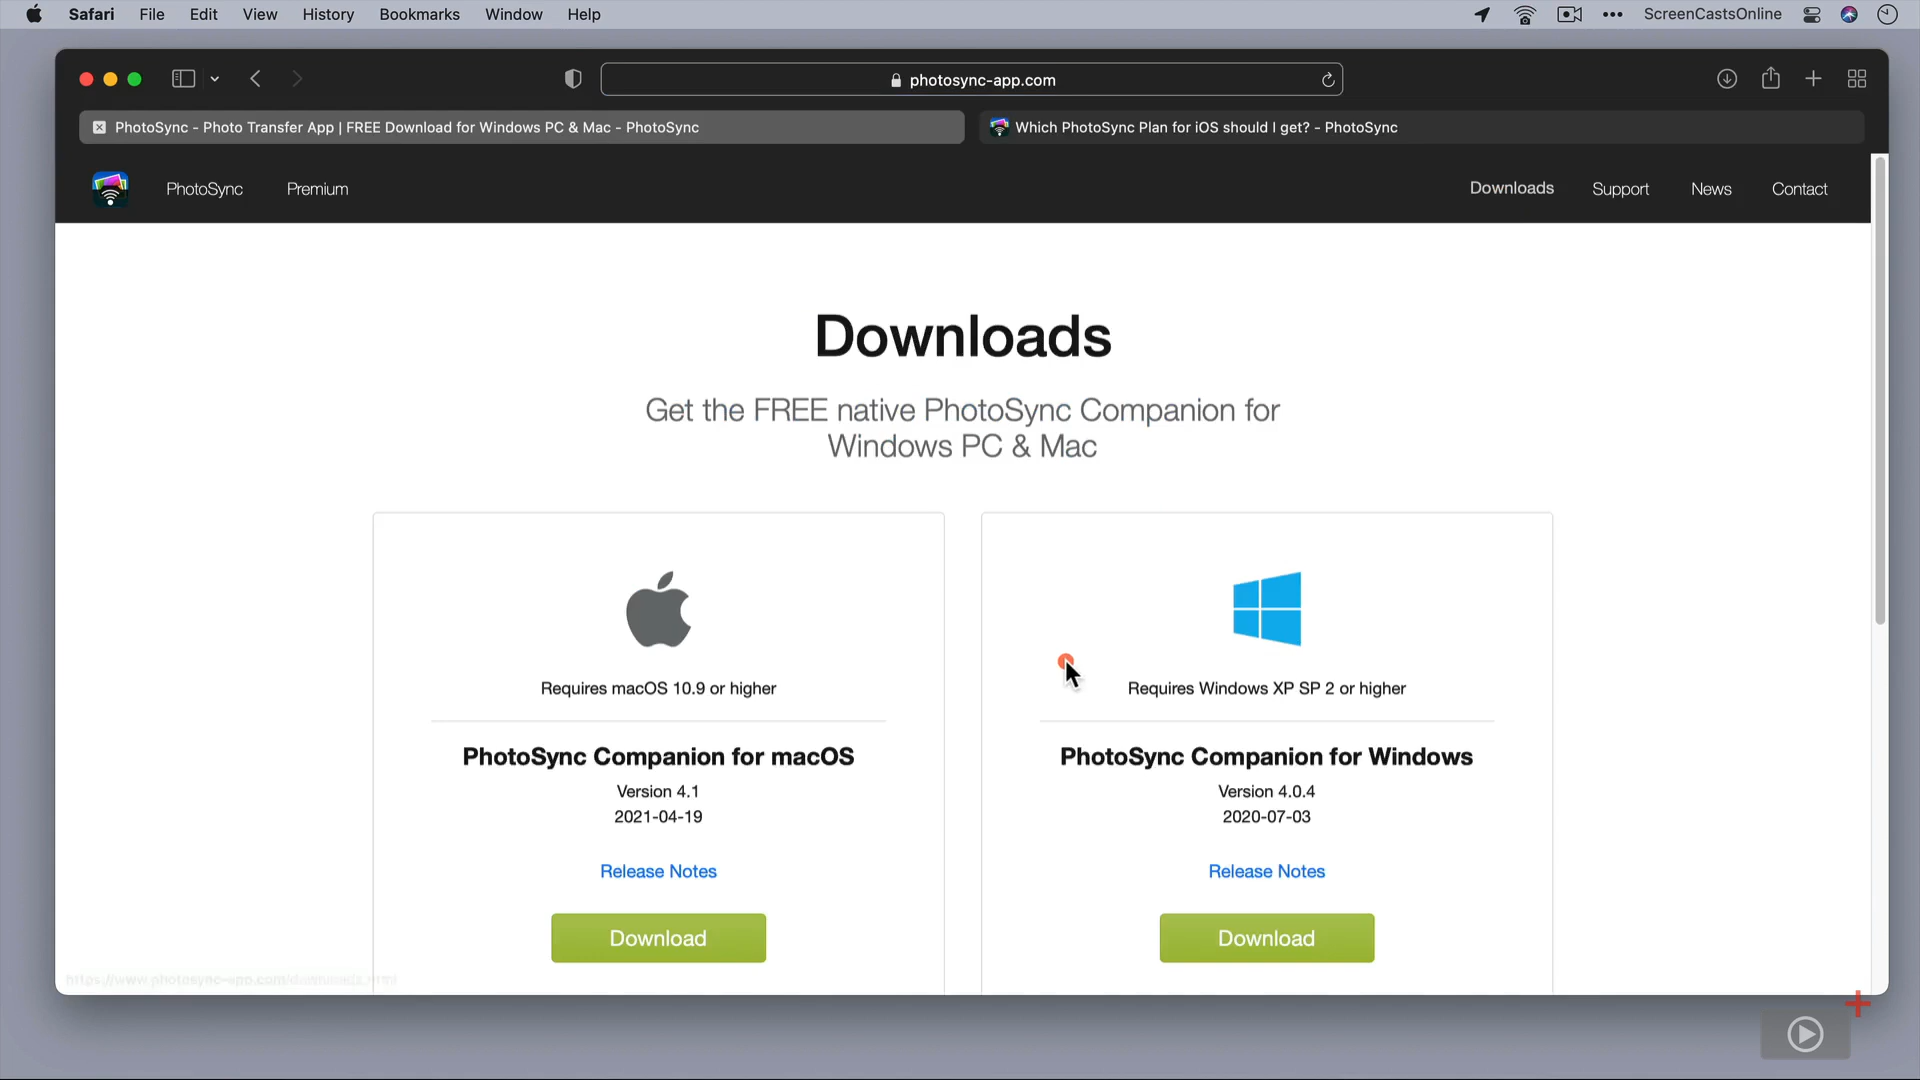 Safari File Edit View History Bookmarks Window Help ScreenCastsOnline
photosync-app.com
PhotoSync - Photo Transfer App | FREE Download for Windows PC & Mac - PhotoSync
Which PhotoSync Plan for iOS should I get? - PhotoSync
PhotoSync Premium Downloads Support News Contact
Downloads
Get the FREE native PhotoSync Companion for
Windows PC & Mac
Requires macOS 10.9 or higher
PhotoSync Companion for macOS
Version 4.1
2021-04-19
Release Notes
Download
Requires Windows XP SP 2 or higher
PhotoSync Companion for Windows
Version 4.0.4
2020-07-03
Release Notes
Download